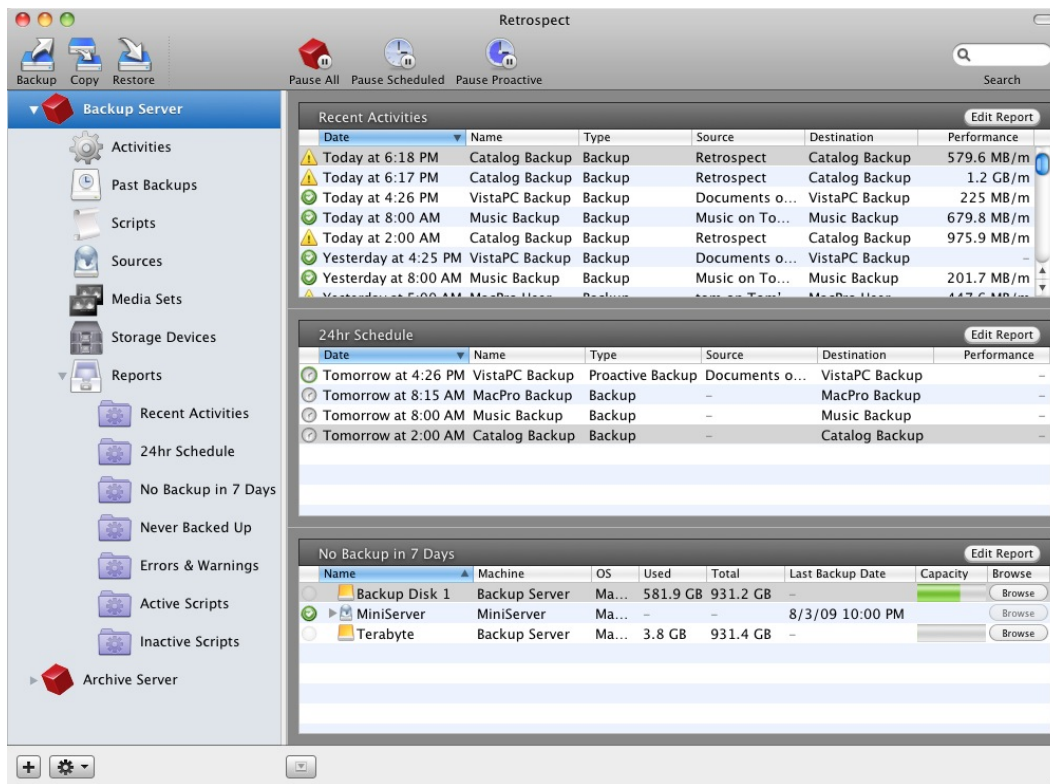 Retrospect
Backup Copy Restore Pause All Pause Scheduled Pause Proactive Search
Backup Server
Activities
Past Backups
Scripts
Sources
Media Sets
Storage Devices
Reports
Recent Activities
24hr Schedule
No Backup in 7 Days
Never Backed Up
Errors & Warnings
Active Scripts
Inactive Scripts
Archive Server
Recent Activities Edit Report
Date Name Type Source Destination Performance
Today at 6:18 PM Catalog Backup Backup Retrospect Catalog Backup 579.6 MB/m
Today at 6:17 PM Catalog Backup Backup Retrospect Catalog Backup 1.2 GB/m
Today at 4:26 PM VistaPC Backup Backup Documents o... VistaPC Backup 225 MB/m
Today at 8:00 AM Music Backup Backup Music on To... Music Backup 679.8 MB/m
Today at 2:00 AM Catalog Backup Backup Retrospect Catalog Backup 975.9 MB/m
Yesterday at 4:25 PM VistaPC Backup Backup Documents o... VistaPC Backup –
Yesterday at 8:00 AM Music Backup Backup Music on To... Music Backup 201.7 MB/m
24hr Schedule Edit Report
Date Name Type Source Destination Performance
Tomorrow at 4:26 PM VistaPC Backup Proactive Backup Documents o... VistaPC Backup –
Tomorrow at 8:15 AM MacPro Backup Backup – MacPro Backup –
Tomorrow at 8:00 AM Music Backup Backup – Music Backup –
Tomorrow at 2:00 AM Catalog Backup Backup – Catalog Backup –
No Backup in 7 Days Edit Report
Name Machine OS Used Total Last Backup Date Capacity Browse
Backup Disk 1 Backup Server Ma... 581.9 GB 931.2 GB – Browse
MiniServer MiniServer Ma... – – 8/3/09 10:00 PM Browse
Terabyte Backup Server Ma... 3.8 GB 931.4 GB – Browse